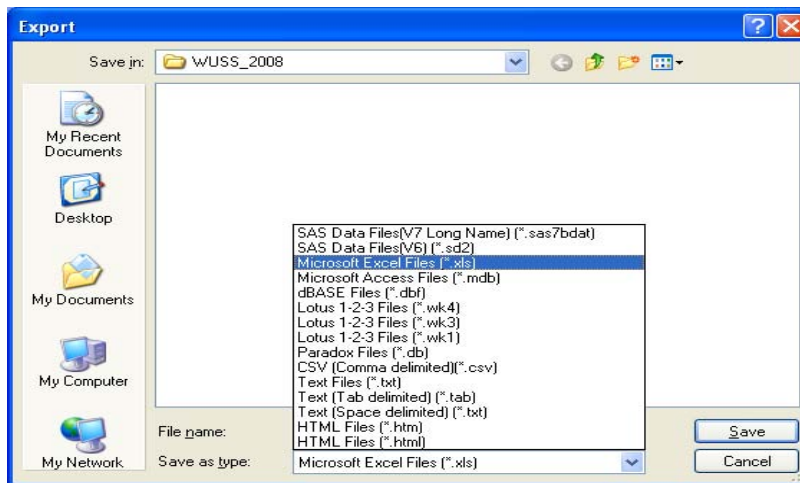 Export
Save in:
WUSS_2008
My Recent
Documents
Desktop
My Documents
My Computer
My Network
SAS Data Files(V7 Long Name) (*.sas7bdat)
SAS Data Files(V6) (*.sd2)
Microsoft Excel Files (*.xls)
Microsoft Access Files (*.mdb)
dBASE Files (*.dbf)
Lotus 1-2-3 Files (*.wk4)
Lotus 1-2-3 Files (*.wk3)
Lotus 1-2-3 Files (*.wk1)
Paradox Files (*.db)
CSV (Comma delimited)(*.csv)
Text Files (*.txt)
Text (Tab delimited) (*.tab)
Text (Space delimited) (*.txt)
HTML Files (*.htm)
HTML Files (*.html)
File name:
Save
Save as type:
Microsoft Excel Files (*.xls)
Cancel